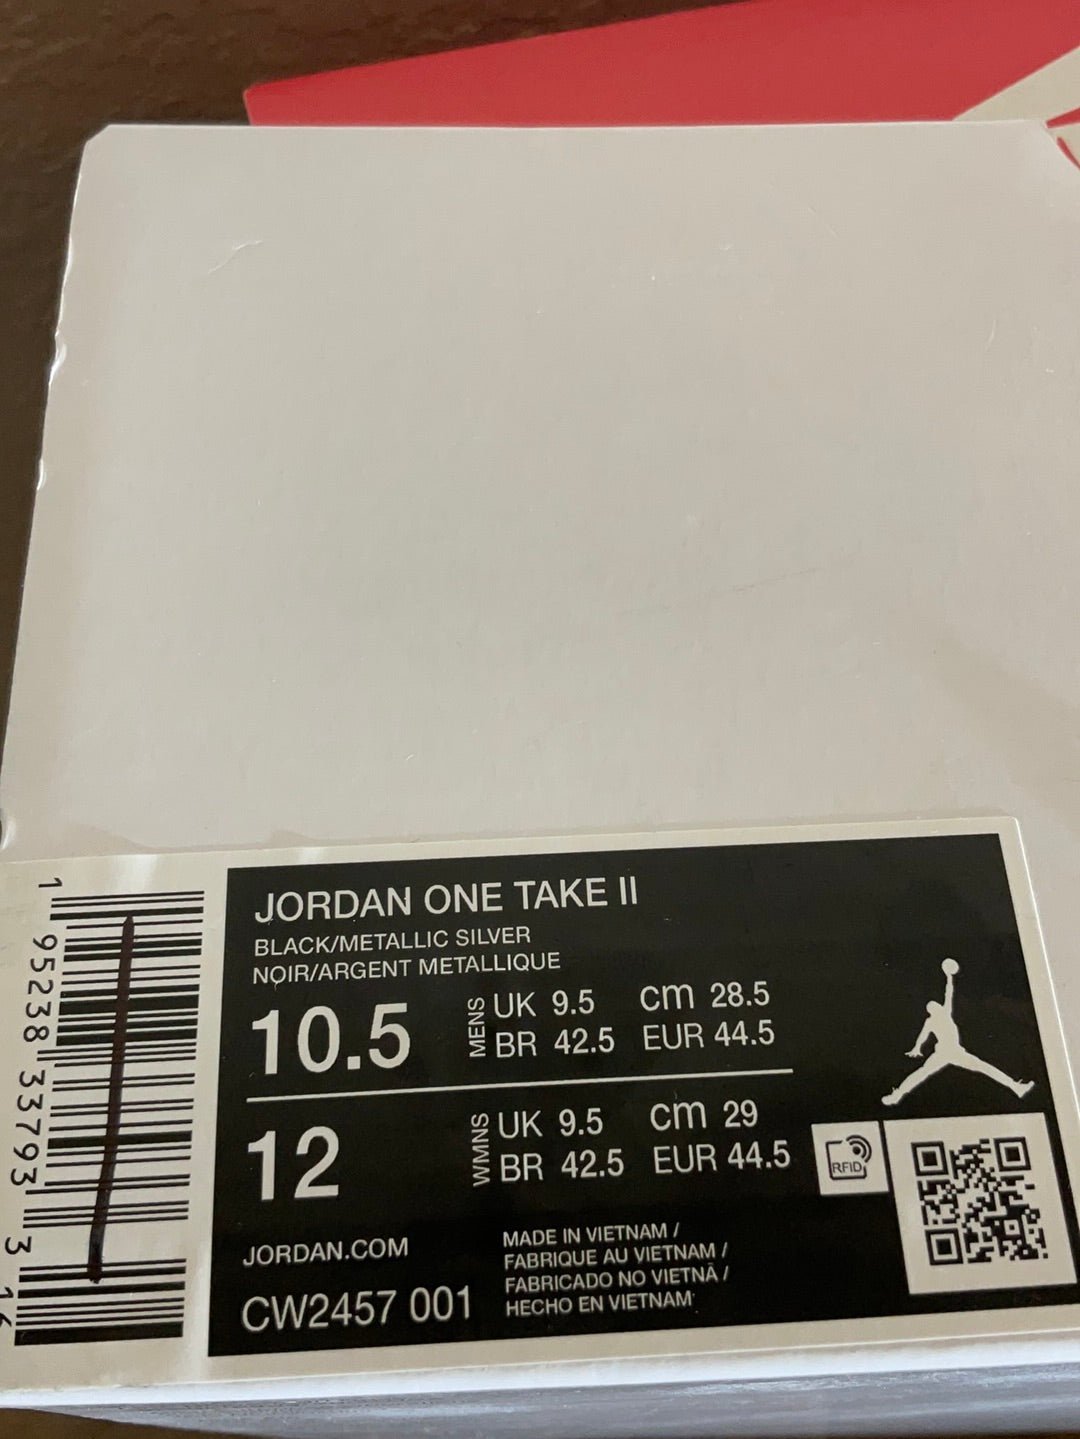 JORDAN ONE TAKE II
BLACK/METALLIC SILVER
NOIR/ARGENT METALLIQUE
10.5 MENS UK 9.5 cm 28.5
BR 42.5 EUR 44.5
12 WMNS UK 9.5 cm 29
BR 42.5 EUR 44.5
RFID
JORDAN.COM
CW2457 001
MADE IN VIETNAM /
FABRIQUE AU VIETNAM /
FABRICADO NO VIETNÃ /
HECHO EN VIETNAM
1 95238 33793 3